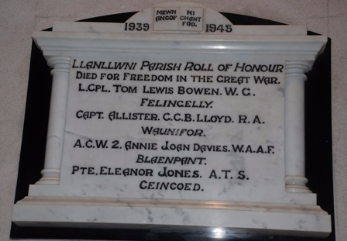 MEWN NI
ANGOF CHANT
FOD.
1939 1945
LLANLLWNI PARISH ROLL OF HONOUR
DIED FOR FREEDOM IN THE GREAT WAR.
L.CPL. TOM LEWIS BOWEN. W. G.
FELINGELLY.
CAPT. ALLISTER. C.G.B. LLOYD. R. A.
WAUNIFOR.
A.C.W. 2. ANNIE JOAN DAVIES. W.A.A.F.
BLAENPANT.
PTE. ELEANOR JONES. A. T. S.
CEINCOED.